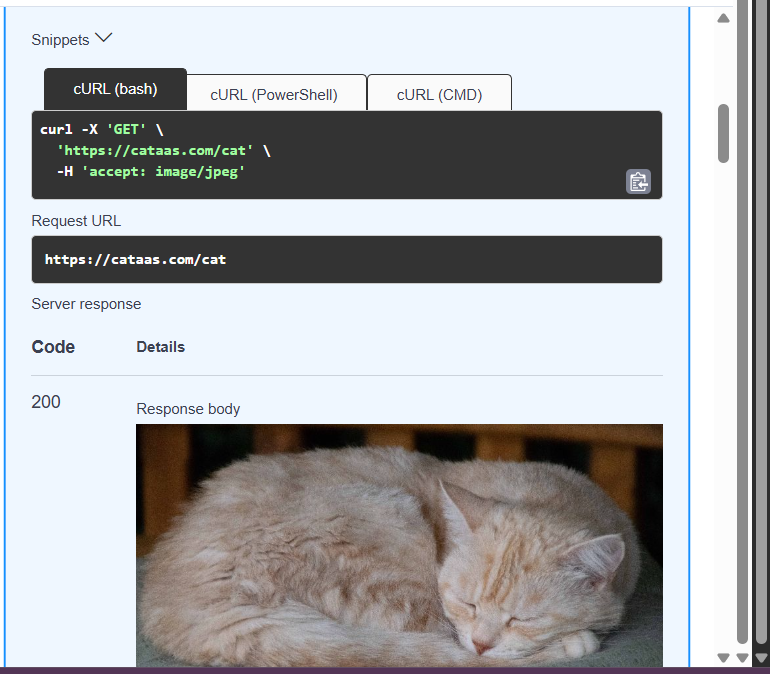 Snippets
cURL (bash)
cURL (PowerShell)
cURL (CMD)
curl -X 'GET' \
  'https://cataas.com/cat' \
  -H 'accept: image/jpeg'
Request URL
https://cataas.com/cat
Server response
Code
Details
200
Response body